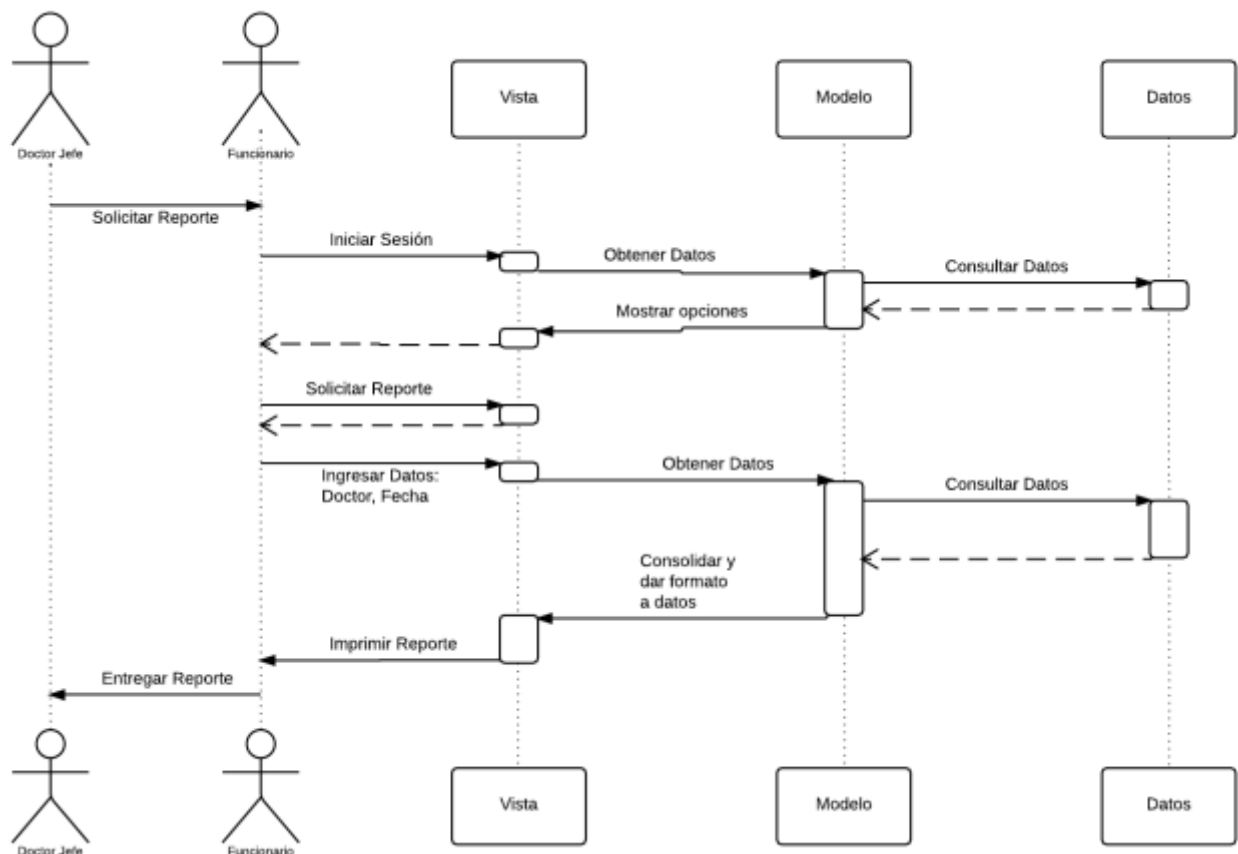 Vista
Modelo
Datos
Doctor Jefe
Funcionario
Solicitar Reporte
Iniciar Sesión
Obtener Datos
Consultar Datos
Mostrar opciones
Solicitar Reporte
Ingresar Datos:
Doctor, Fecha
Obtener Datos
Consultar Datos
Consolidar y
dar formato
a datos
Imprimir Reporte
Entregar Reporte
Vista
Modelo
Datos
Doctor Jefe
Funcionario